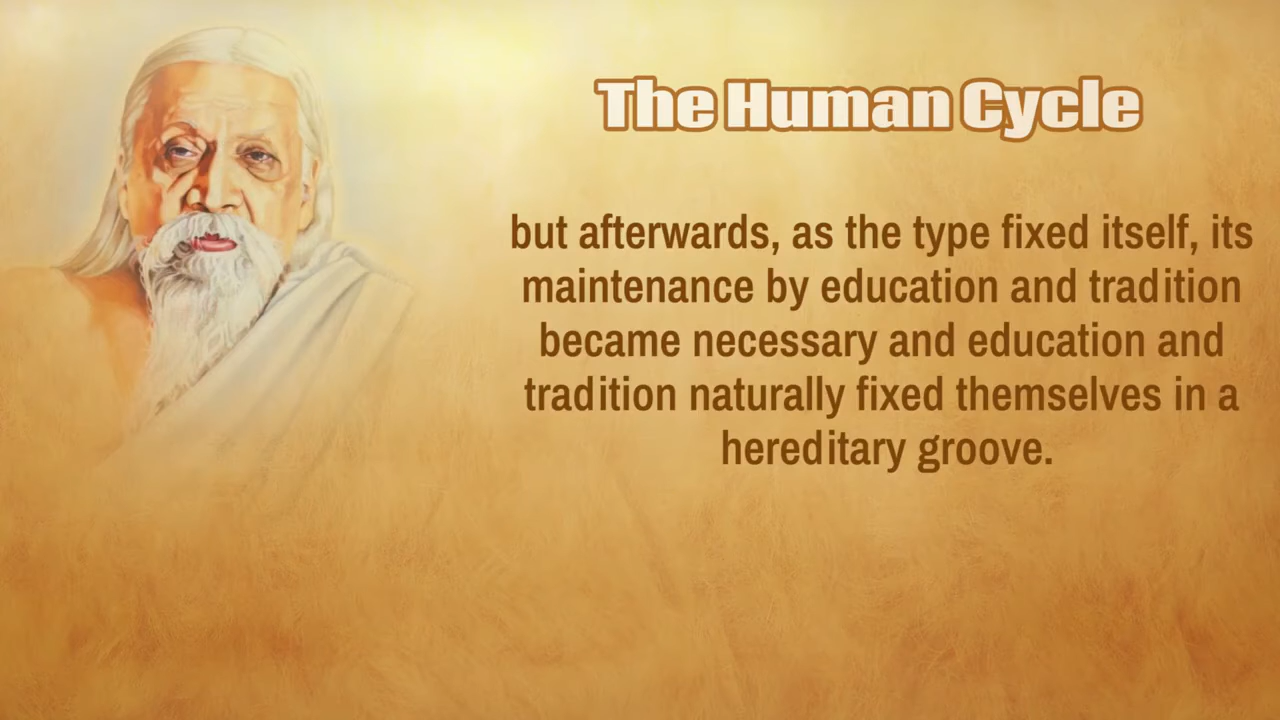 The Human Cycle
but afterwards, as the type fixed itself, its
maintenance by education and tradition
became necessary and education and
tradition naturally fixed themselves in a
hereditary groove.